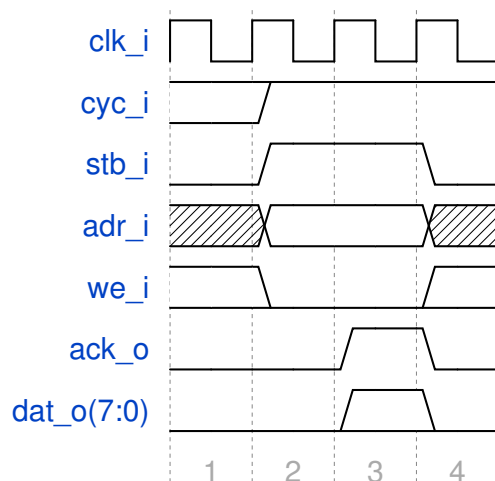 clk_i
cyc_i
stb_i
adr_i
we_i
ack_o
dat_o(7:0)
1 2 3 4